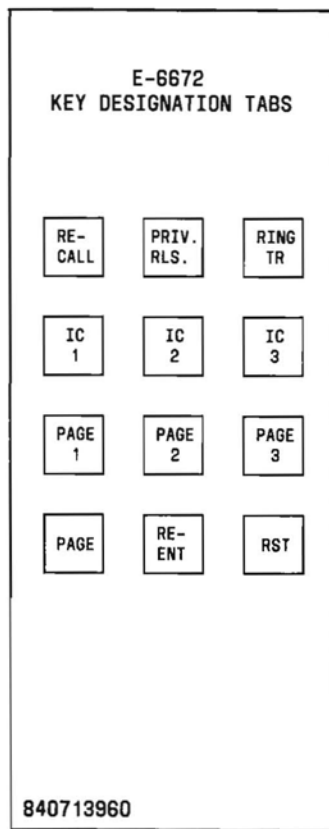 E-6672
KEY DESIGNATION TABS
RE-
CALL
PRIV.
RLS.
RING
TR
IC
1
IC
2
IC
3
PAGE
1
PAGE
2
PAGE
3
PAGE
RE-
ENT
RST
840713960